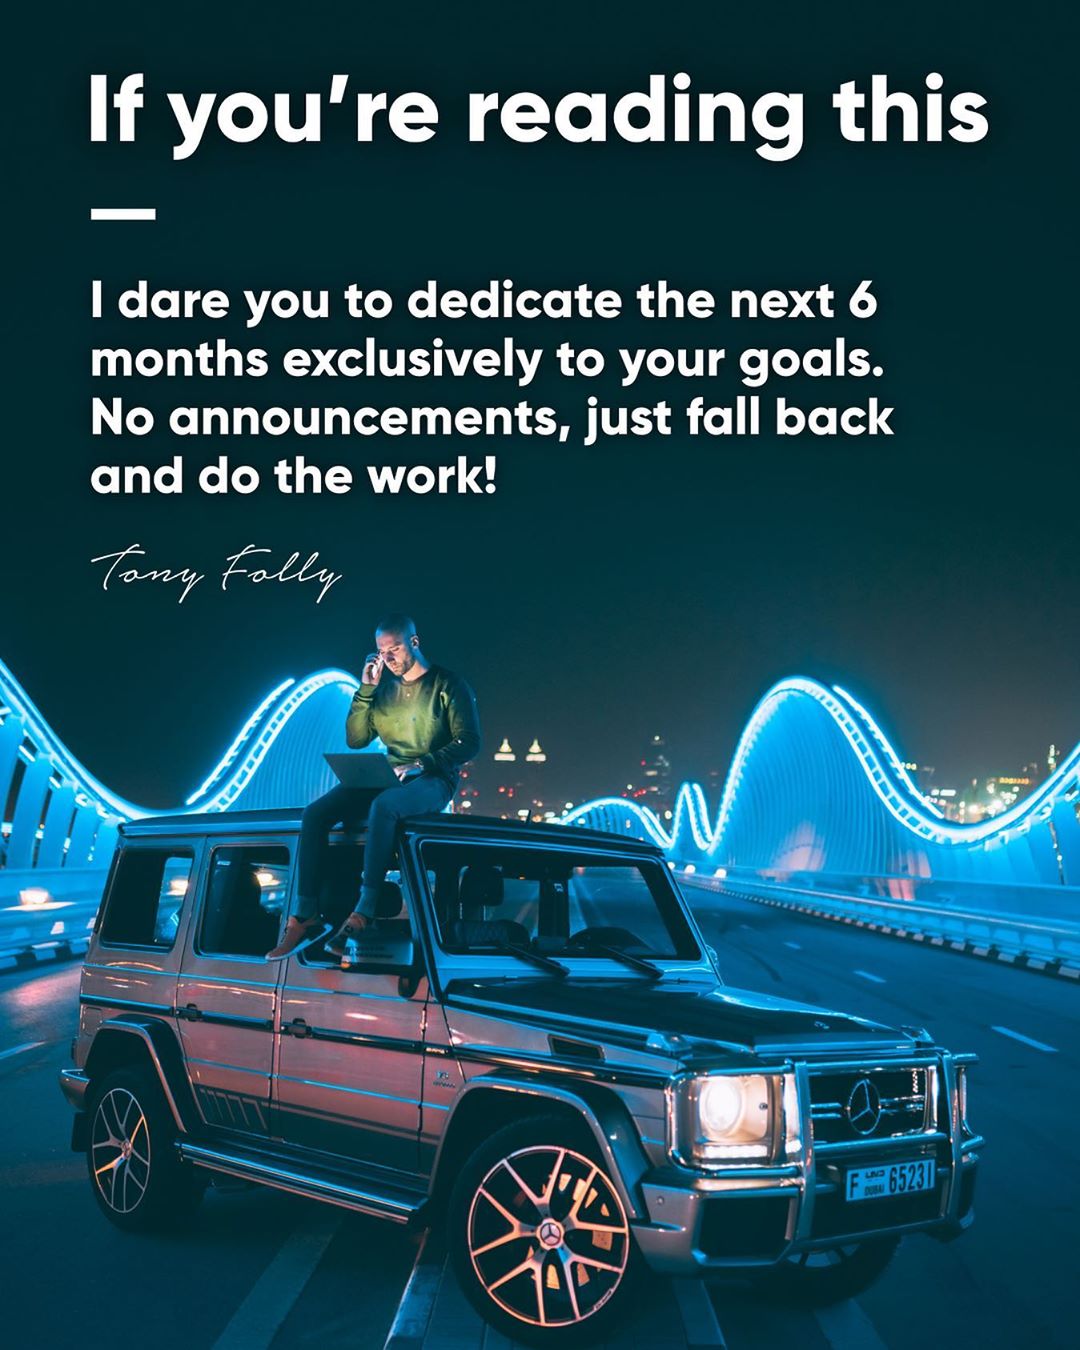 If you’re reading this
—
I dare you to dedicate the next 6
months exclusively to your goals.
No announcements, just fall back
and do the work!
Tony Folly
F DUBAI 65231